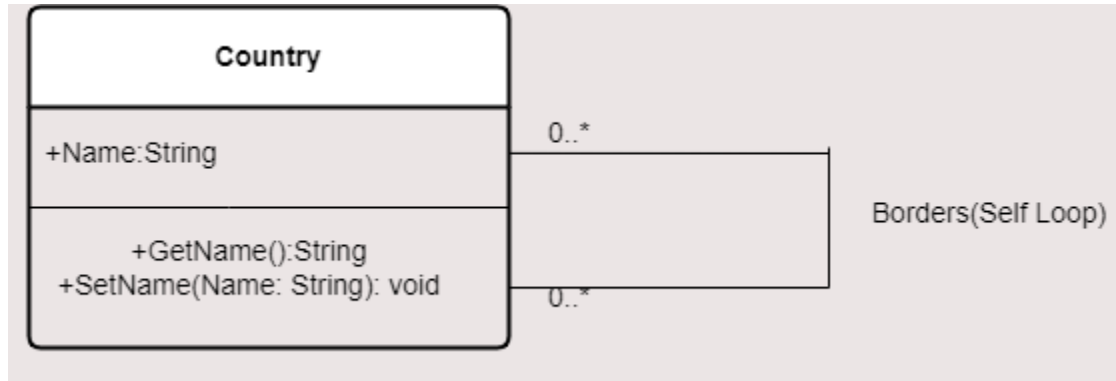 Country
+Name:String
0..*
Borders(Self Loop)
+GetName():String
+SetName(Name: String): void
0..*